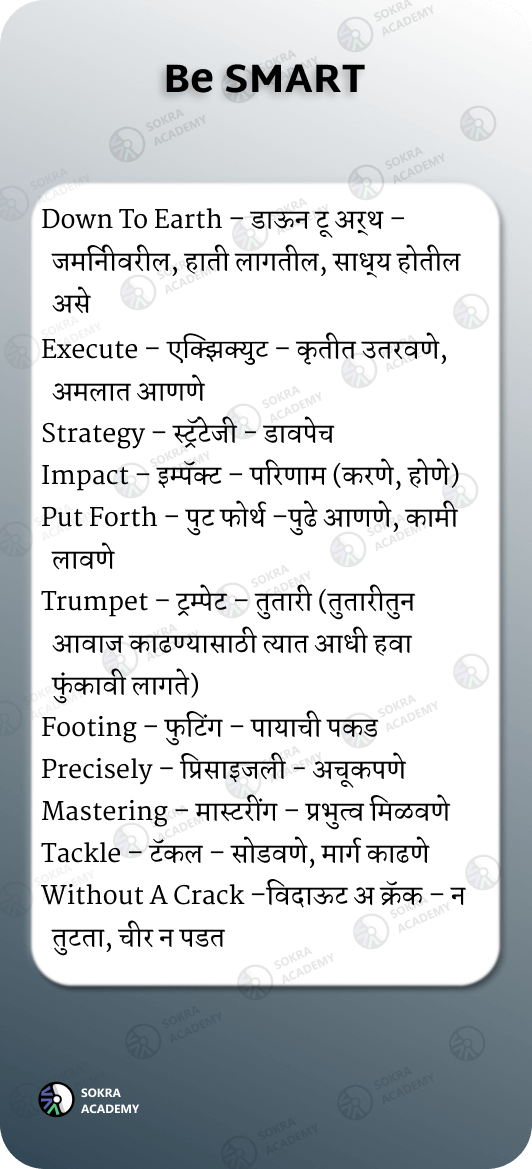 Be SMART
Down To Earth – डाऊन टू अर्थ –
जमिनीवरील, हाती लागतील, साध्य होतील
असे
Execute – एक्झिक्युट – कृतीत उतरवणे,
अमलात आणणे
Strategy – स्ट्रॅटेजी – डावपेच
Impact – इम्पॅक्ट – परिणाम (करणे, होणे)
Put Forth – पुट फोर्थ –पुढे आणणे, कामी
लावणे
Trumpet – ट्रम्पेट – तुतारी (तुतारीतुन
आवाज काढण्यासाठी त्यात आधी हवा
फुंकावी लागते)
Footing – फुटिंग – पायाची पकड
Precisely – प्रिसाइजली – अचूकपणे
Mastering – मास्टरींग – प्रभुत्व मिळवणे
Tackle – टॅकल – सोडवणे, मार्ग काढणे
Without A Crack –विदाऊट अ क्रॅक – न
तुटता, चीर न पडत
SOKRA
ACADEMY